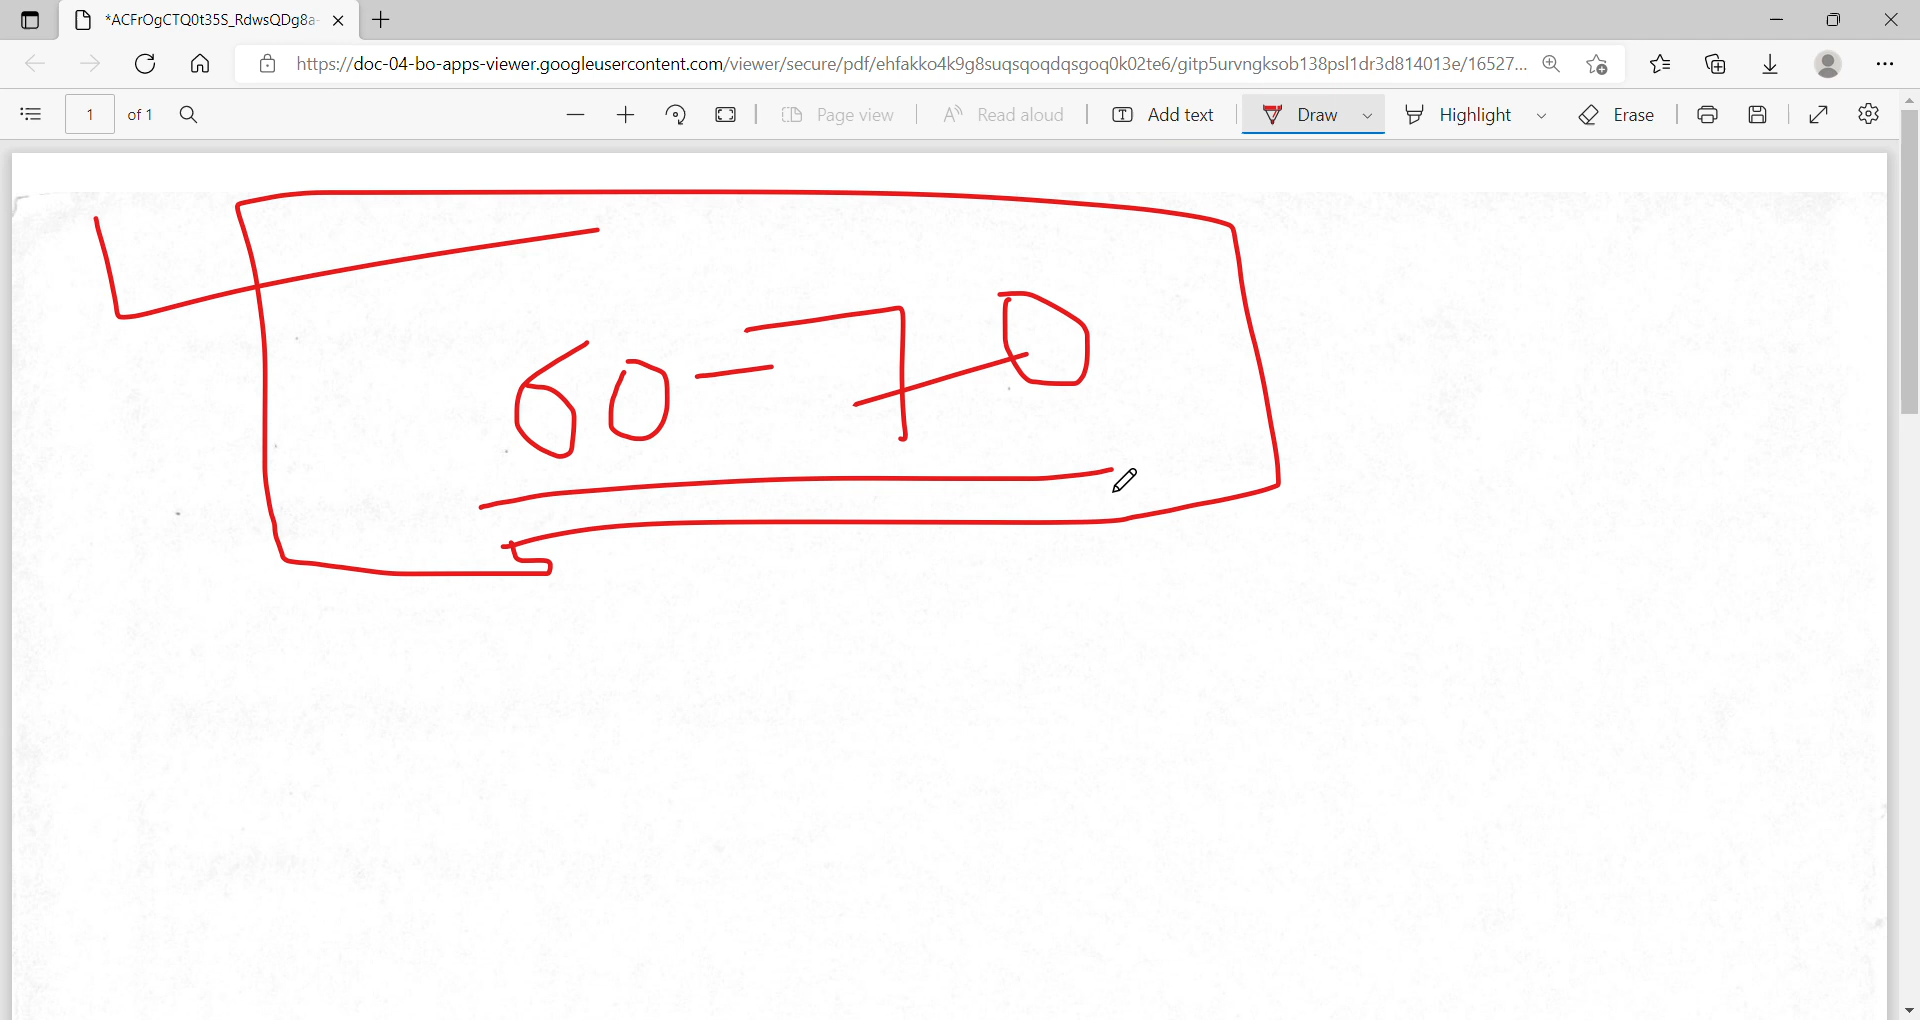 *ACFrOgCTQ0t35S_RdwsQDg8a-
https://doc-04-bo-apps-viewer.googleusercontent.com/viewer/secure/pdf/ehfakko4k9g8suqsqoqdqsgoq0k02te6/gitp5urvngksob138psl1dr3d814013e/16527...
1 of 1 Page view Read aloud Add text Draw Highlight Erase
60-70